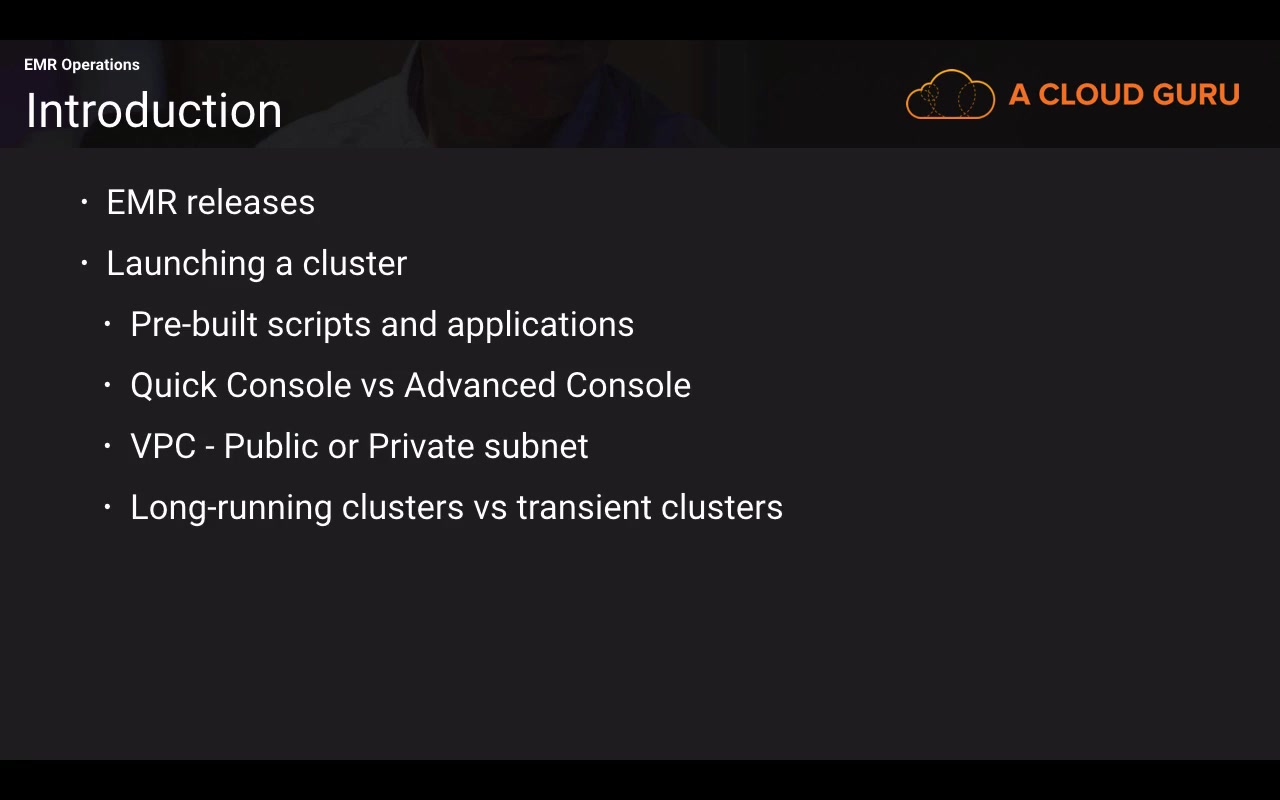 EMR Operations
Introduction
A CLOUD GURU
• EMR releases
• Launching a cluster
• Pre-built scripts and applications
• Quick Console vs Advanced Console
• VPC - Public or Private subnet
• Long-running clusters vs transient clusters